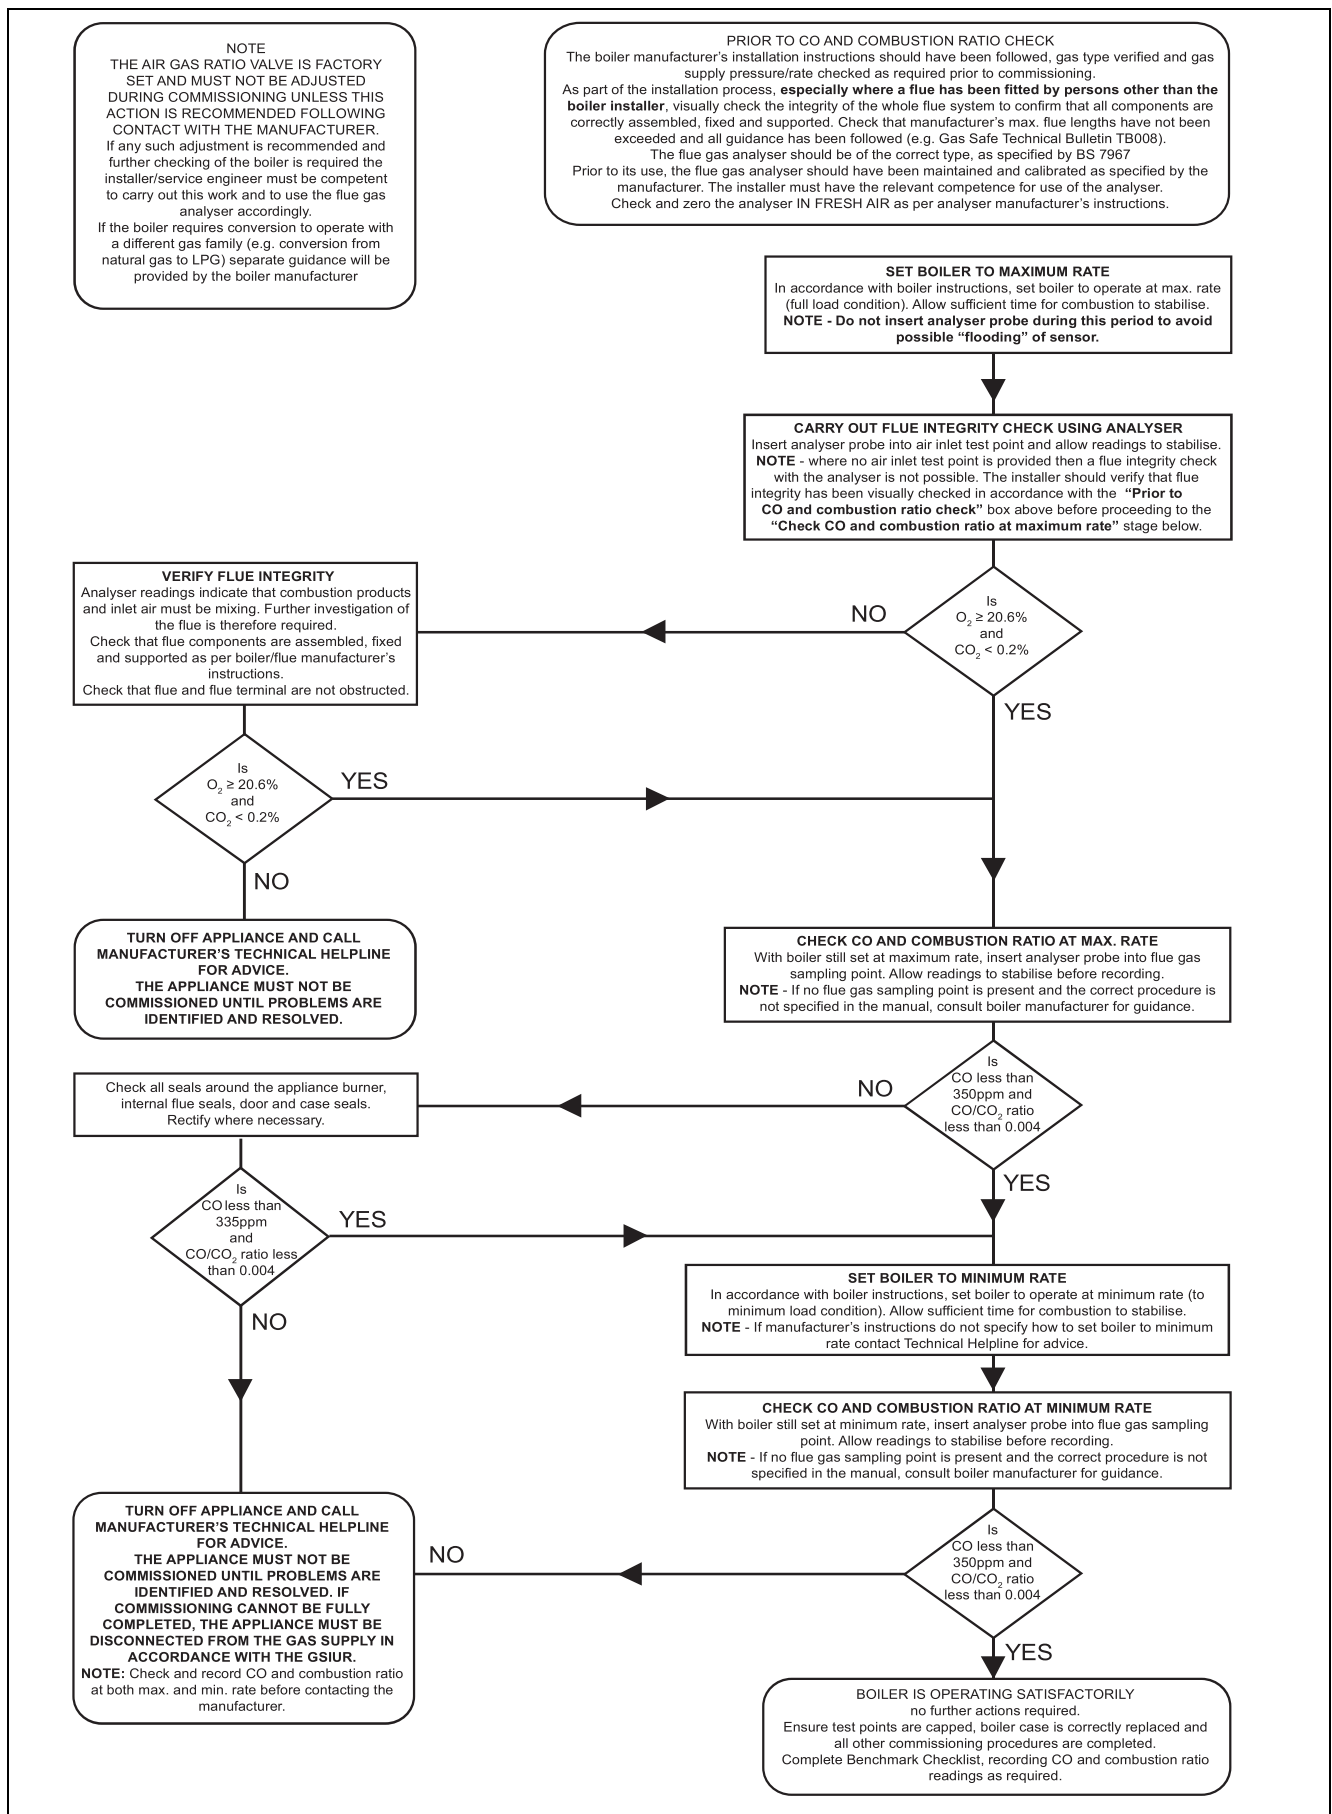 NOTE
THE AIR GAS RATIO VALVE IS FACTORY
SET AND MUST NOT BE ADJUSTED
DURING COMMISSIONING UNLESS THIS
ACTION IS RECOMMENDED FOLLOWING
CONTACT WITH THE MANUFACTURER.
If any such adjustment is recommended and
further checking of the boiler is required the
installer/service engineer must be competent
to carry out this work and to use the flue gas
analyser accordingly.
If the boiler requires conversion to operate with
a different gas family (e.g. conversion from
natural gas to LPG) separate guidance will be
provided by the boiler manufacturer
PRIOR TO CO AND COMBUSTION RATIO CHECK
The boiler manufacturer's installation instructions should have been followed, gas type verified and gas
supply pressure/rate checked as required prior to commissioning.
As part of the installation process, especially where a flue has been fitted by persons other than the
boiler installer, visually check the integrity of the whole flue system to confirm that all components are
correctly assembled, fixed and supported. Check that manufacturer's max. flue lengths have not been
exceeded and all guidance has been followed (e.g. Gas Safe Technical Bulletin TB008).
The flue gas analyser should be of the correct type, as specified by BS 7967
Prior to its use, the flue gas analyser should have been maintained and calibrated as specified by the
manufacturer. The installer must have the relevant competence for use of the analyser.
Check and zero the analyser IN FRESH AIR as per analyser manufacturer's instructions.
SET BOILER TO MAXIMUM RATE
In accordance with boiler instructions, set boiler to operate at max. rate
(full load condition). Allow sufficient time for combustion to stabilise.
NOTE - Do not insert analyser probe during this period to avoid
possible “flooding” of sensor.
CARRY OUT FLUE INTEGRITY CHECK USING ANALYSER
Insert analyser probe into air inlet test point and allow readings to stabilise.
NOTE - where no air inlet test point is provided then a flue integrity check
with the analyser is not possible. The installer should verify that flue
integrity has been visually checked in accordance with the “Prior to
CO and combustion ratio check” box above before proceeding to the
“Check CO and combustion ratio at maximum rate” stage below.
Is
O2 ≥ 20.6%
and
CO2 < 0.2%
NO
YES
VERIFY FLUE INTEGRITY
Analyser readings indicate that combustion products
and inlet air must be mixing. Further investigation of
the flue is therefore required.
Check that flue components are assembled, fixed
and supported as per boiler/flue manufacturer's
instructions.
Check that flue and flue terminal are not obstructed.
Is
O2 ≥ 20.6%
and
CO2 < 0.2%
YES
NO
TURN OFF APPLIANCE AND CALL
MANUFACTURER'S TECHNICAL HELPLINE
FOR ADVICE.
THE APPLIANCE MUST NOT BE
COMMISSIONED UNTIL PROBLEMS ARE
IDENTIFIED AND RESOLVED.
CHECK CO AND COMBUSTION RATIO AT MAX. RATE
With boiler still set at maximum rate, insert analyser probe into flue gas
sampling point. Allow readings to stabilise before recording.
NOTE - If no flue gas sampling point is present and the correct procedure is
not specified in the manual, consult boiler manufacturer for guidance.
Is
CO less than
350ppm and
CO/CO2 ratio
less than 0.004
NO
YES
Check all seals around the appliance burner,
internal flue seals, door and case seals.
Rectify where necessary.
Is
CO less than
335ppm
and
CO/CO2 ratio less
than 0.004
YES
NO
SET BOILER TO MINIMUM RATE
In accordance with boiler instructions, set boiler to operate at minimum rate (to
minimum load condition). Allow sufficient time for combustion to stabilise.
NOTE - If manufacturer's instructions do not specify how to set boiler to minimum
rate contact Technical Helpline for advice.
CHECK CO AND COMBUSTION RATIO AT MINIMUM RATE
With boiler still set at minimum rate, insert analyser probe into flue gas sampling
point. Allow readings to stabilise before recording.
NOTE - If no flue gas sampling point is present and the correct procedure is not
specified in the manual, consult boiler manufacturer for guidance.
Is
CO less than
350ppm and
CO/CO2 ratio
less than 0.004
NO
YES
TURN OFF APPLIANCE AND CALL
MANUFACTURER'S TECHNICAL HELPLINE
FOR ADVICE.
THE APPLIANCE MUST NOT BE
COMMISSIONED UNTIL PROBLEMS ARE
IDENTIFIED AND RESOLVED. IF
COMMISSIONING CANNOT BE FULLY
COMPLETED, THE APPLIANCE MUST BE
DISCONNECTED FROM THE GAS SUPPLY IN
ACCORDANCE WITH THE GSIUR.
NOTE: Check and record CO and combustion ratio
at both max. and min. rate before contacting the
manufacturer.
BOILER IS OPERATING SATISFACTORILY
no further actions required.
Ensure test points are capped, boiler case is correctly replaced and
all other commissioning procedures are completed.
Complete Benchmark Checklist, recording CO and combustion ratio
readings as required.